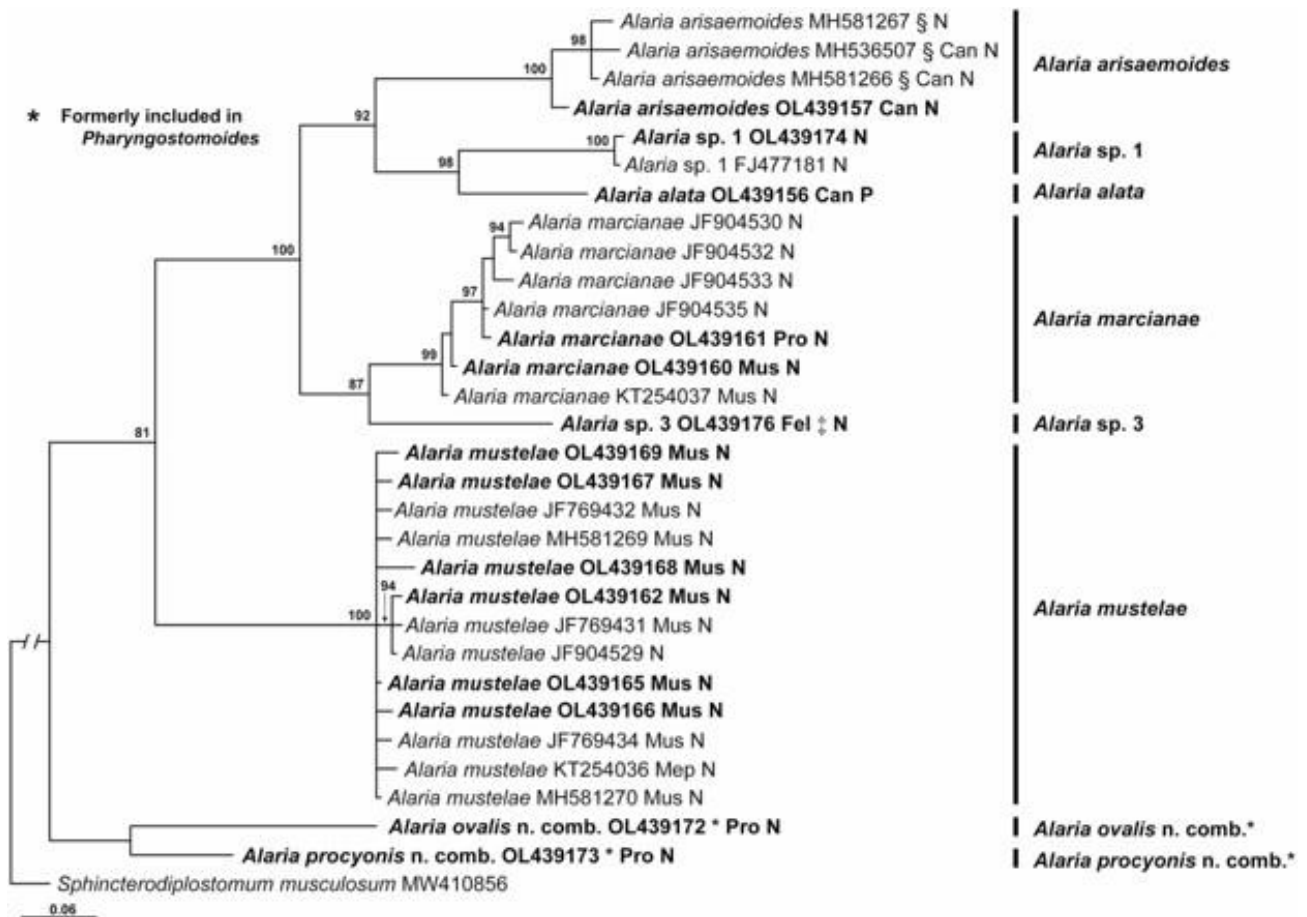 Alaria arisaemoides MH581267 § N
98
Alaria arisaemoides MH536507 § Can N
100
Alaria arisaemoides MH581266 § Can N
Alaria arisaemoides
* Formerly included in
Pharyngostomoides
Alaria arisaemoides OL439157 Can N
92
100
Alaria sp. 1 OL439174 N
Alaria sp. 1
98
Alaria sp. 1 FJ477181 N
Alaria alata OL439156 Can P
Alaria alata
Alaria marcianae JF904530 N
94
Alaria marcianae JF904532 N
100
Alaria marcianae JF904533 N
97
Alaria marcianae JF904535 N
Alaria marcianae
Alaria marcianae OL439161 Pro N
99
Alaria marcianae OL439160 Mus N
87
Alaria marcianae KT254037 Mus N
Alaria sp. 3 OL439176 Fel ‡ N
Alaria sp. 3
81
Alaria mustelae OL439169 Mus N
Alaria mustelae OL439167 Mus N
Alaria mustelae JF769432 Mus N
Alaria mustelae MH581269 Mus N
Alaria mustelae OL439168 Mus N
94
Alaria mustelae OL439162 Mus N
Alaria mustelae
100
Alaria mustelae JF769431 Mus N
Alaria mustelae JF904529 N
Alaria mustelae OL439165 Mus N
Alaria mustelae OL439166 Mus N
Alaria mustelae JF769434 Mus N
Alaria mustelae KT254036 Mep N
Alaria mustelae MH581270 Mus N
Alaria ovalis n. comb. OL439172 * Pro N
Alaria ovalis n. comb.*
Alaria procyonis n. comb. OL439173 * Pro N
Alaria procyonis n. comb.*
Sphincterodiplostomum musculosum MW410856
0.06